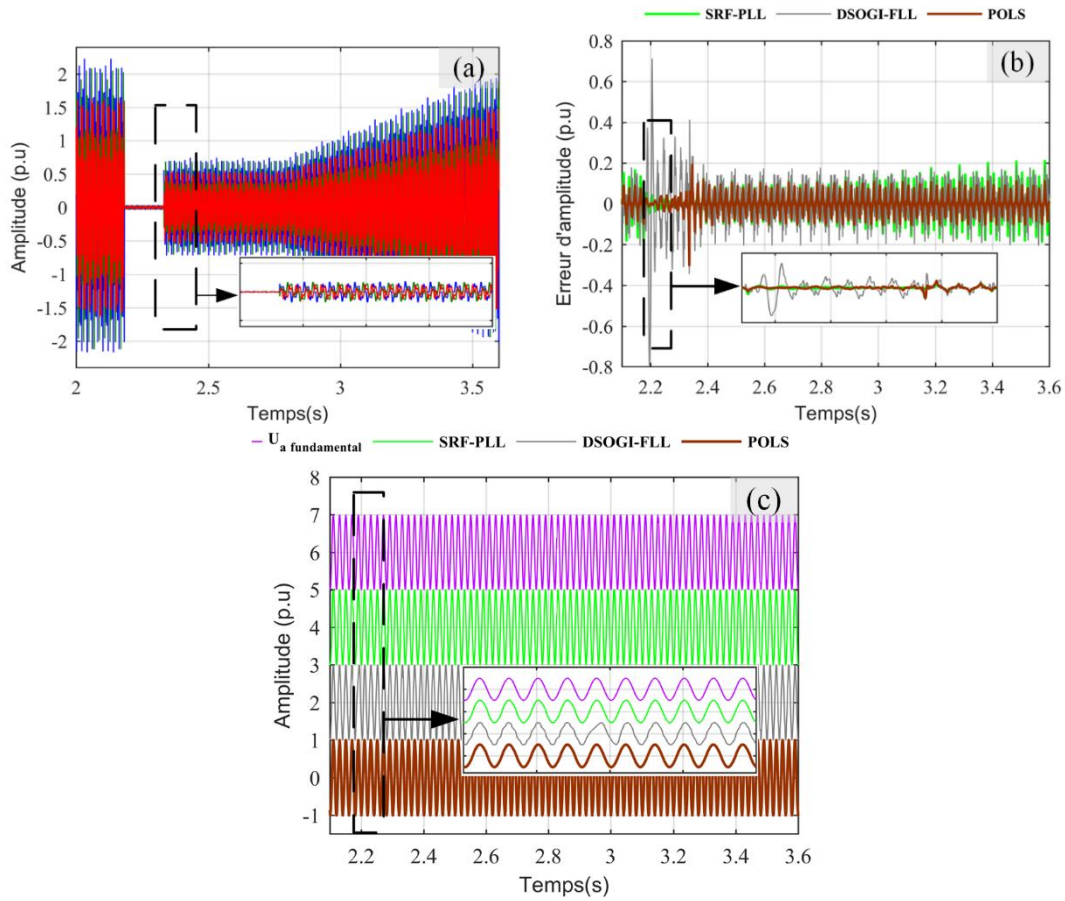 SRF-PLL DSOGI-FLL POLS
(a)
Amplitude (p.u)
2
1.5
1
0.5
0
-0.5
-1
-1.5
-2
2 2.5 3 3.5
Temps(s)
(b)
Erreur d'amplitude (p.u)
0.8
0.6
0.4
0.2
0
-0.2
-0.4
-0.6
-0.8
2.2 2.4 2.6 2.8 3 3.2 3.4 3.6
Temps(s)
Ua fundamental SRF-PLL DSOGI-FLL POLS
(c)
Amplitude (p.u)
8
7
6
5
4
3
2
1
0
-1
2.2 2.4 2.6 2.8 3 3.2 3.4 3.6
Temps(s)